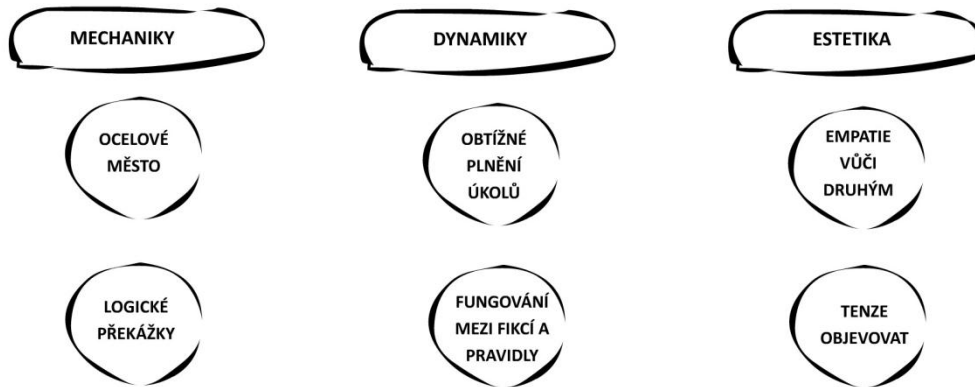 MECHANIKY
DYNAMIKY
ESTETIKA
OCELOVÉ
MĚSTO
OBTÍŽNÉ
PLNĚNÍ
ÚKOLŮ
EMPATIE
VŮČI
DRUHÝM
LOGICKÉ
PŘEKÁŽKY
FUNGOVÁNÍ
MEZI FIKCÍ A
PRAVIDLY
TENZE
OBJEVOVAT